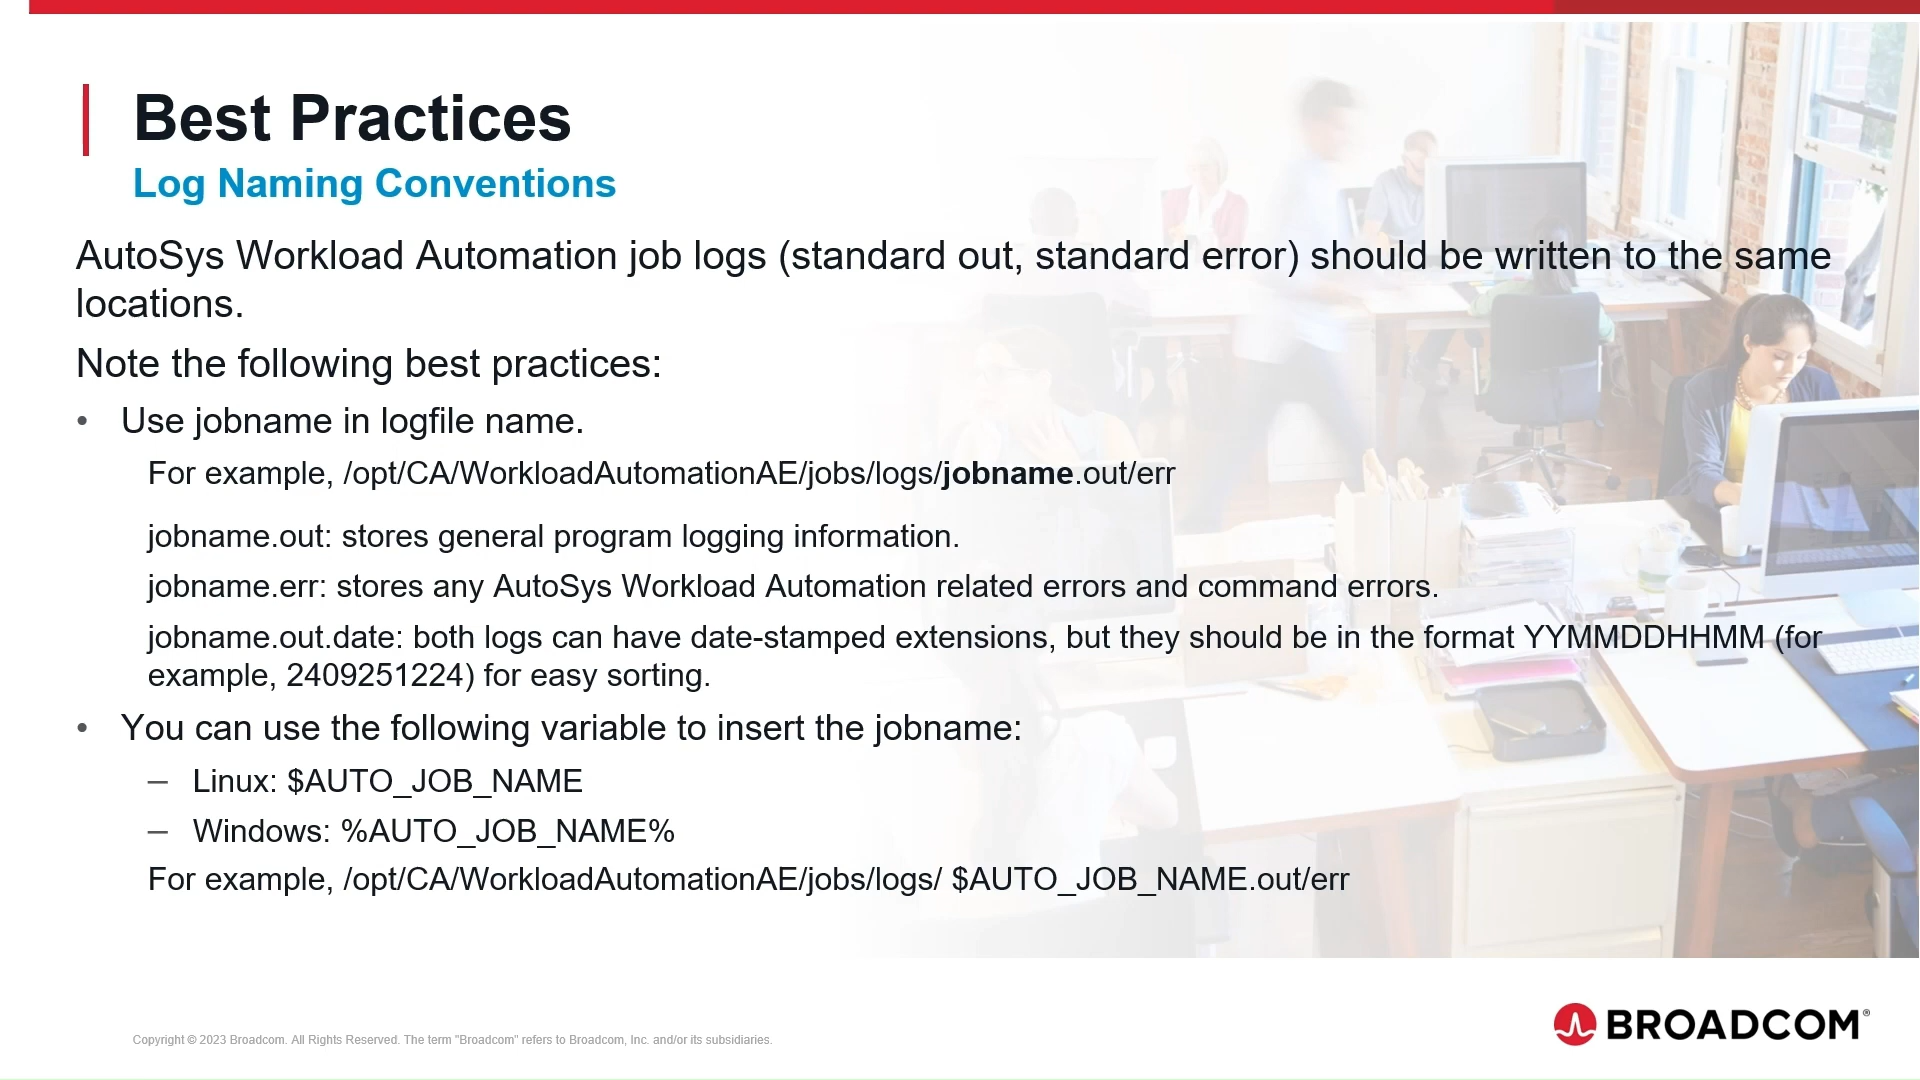 Best Practices
Log Naming Conventions
AutoSys Workload Automation job logs (standard out, standard error) should be written to the same
locations.
Note the following best practices:
• Use jobname in logfile name.
For example, /opt/CA/WorkloadAutomationAE/jobs/logs/jobname.out/err
jobname.out: stores general program logging information.
jobname.err: stores any AutoSys Workload Automation related errors and command errors.
jobname.out.date: both logs can have date-stamped extensions, but they should be in the format YYMMDDHHMM (for
example, 2409251224) for easy sorting.
• You can use the following variable to insert the jobname:
– Linux: $AUTO_JOB_NAME
– Windows: %AUTO_JOB_NAME%
For example, /opt/CA/WorkloadAutomationAE/jobs/logs/ $AUTO_JOB_NAME.out/err
Copyright © 2023 Broadcom. All Rights Reserved. The term "Broadcom" refers to Broadcom, Inc. and/or its subsidiaries.
BROADCOM®